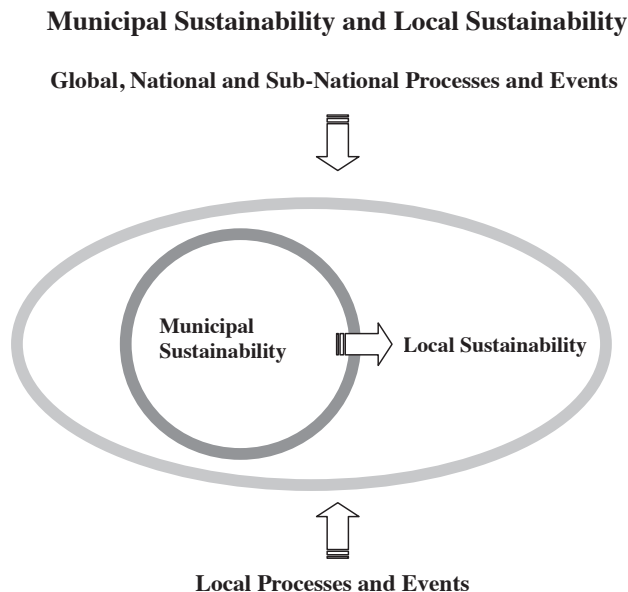 Municipal Sustainability and Local Sustainability
Global, National and Sub-National Processes and Events
Municipal
Sustainability
Local Sustainability
Local Processes and Events